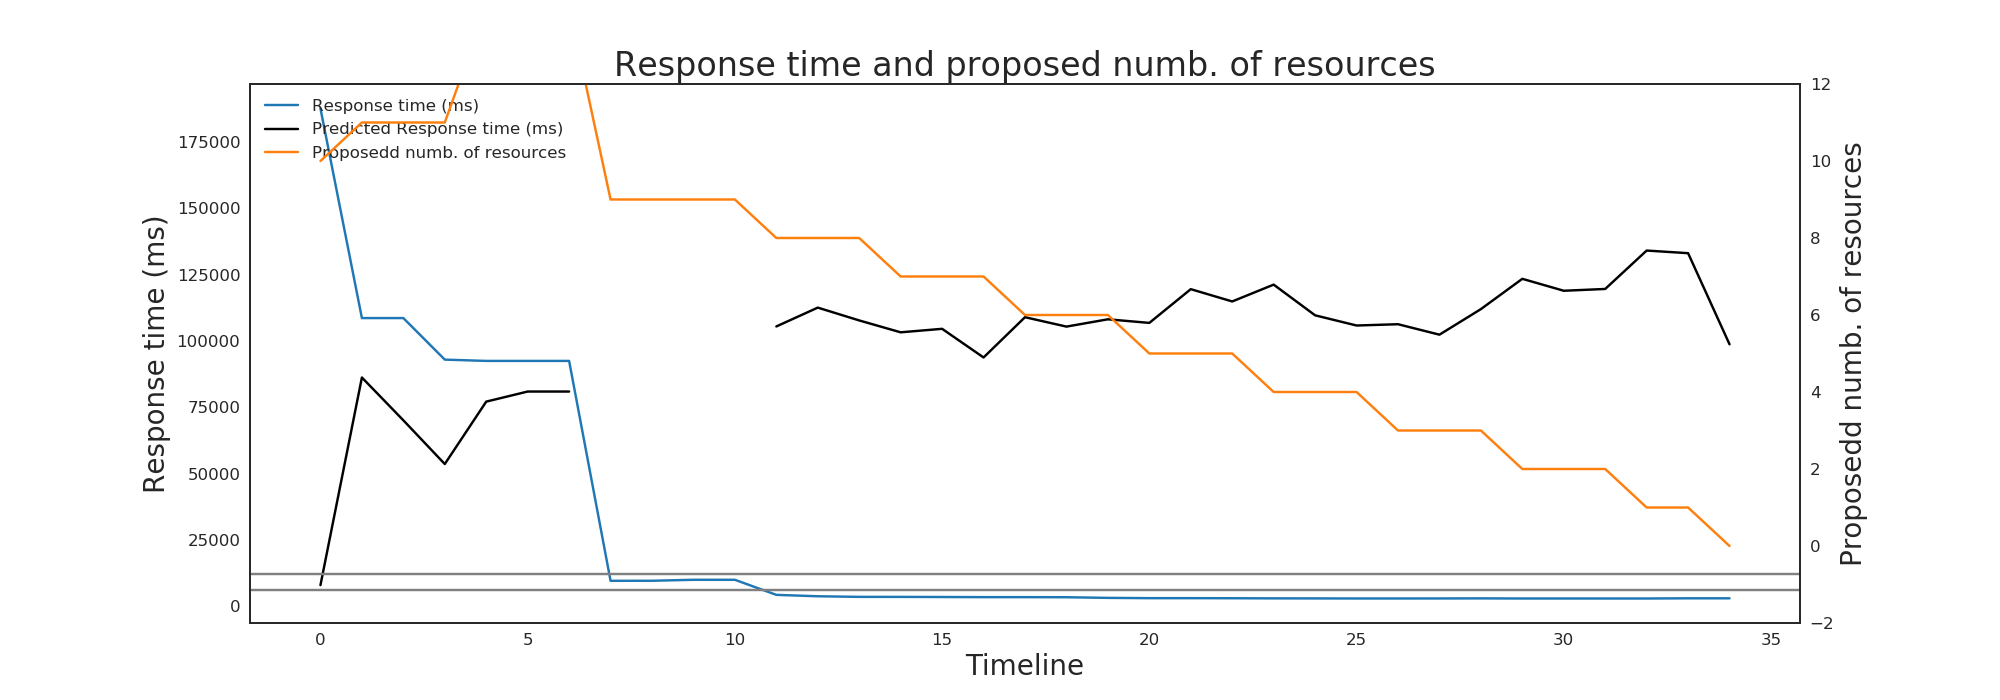 Response time and proposed numb. of resources
Response time (ms)
Predicted Response time (ms)
Proposedd numb. of resources
Response time (ms)
175000
150000
125000
100000
75000
50000
25000
0
12
10
8
6
4
2
0
−2
Proposedd numb. of resources
0 5 10 15 20 25 30 35
Timeline